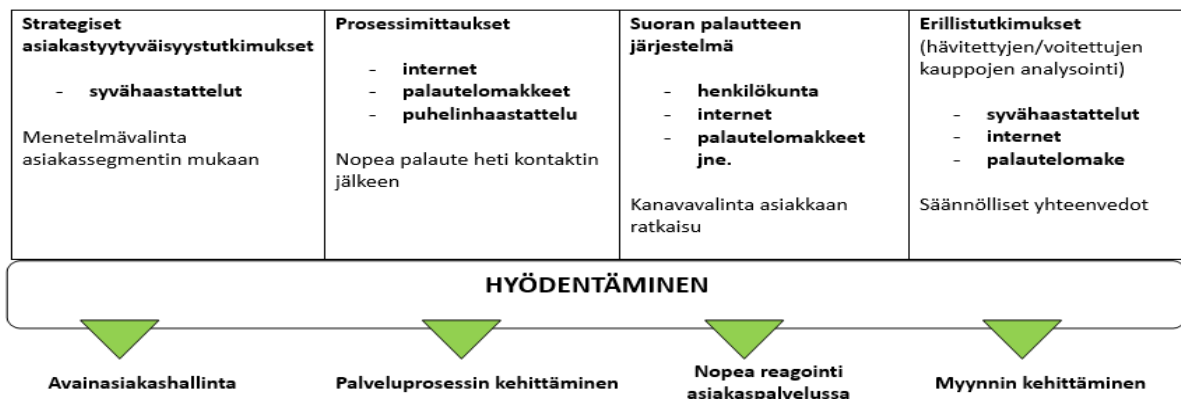 Strategiset
asiakastyytyväisyystutkimukset
- syvähaastattelut
Menetelmävalinta
asiakassegmentin mukaan
Prosessimittaukset
- internet
- palautelomakkeet
- puhelinhaastattelu
Nopea palaute heti kontaktin
jälkeen
Suoran palautteen
järjestelmä
- henkilökunta
- internet
- palautelomakkeet
jne.
Kanavavalinta asiakkaan
ratkaisu
Erillistutkimukset
(hävitettyjen/voitettujen
kauppojen analysointi)
- syvähaastattelut
- internet
- palautelomake
Säännölliset yhteenvedot
HYÖDENTÄMINEN
Avainasiakashallinta
Palveluprosessin kehittäminen
Nopea reagointi
asiakaspalvelussa
Myynnin kehittäminen